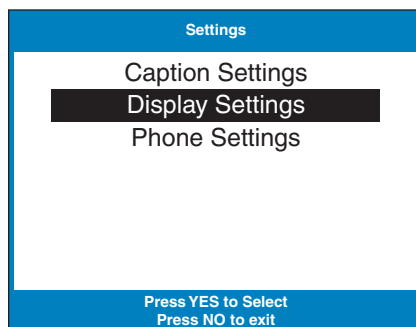 Settings
Caption Settings
Display Settings
Phone Settings
Press YES to Select
Press NO to exit